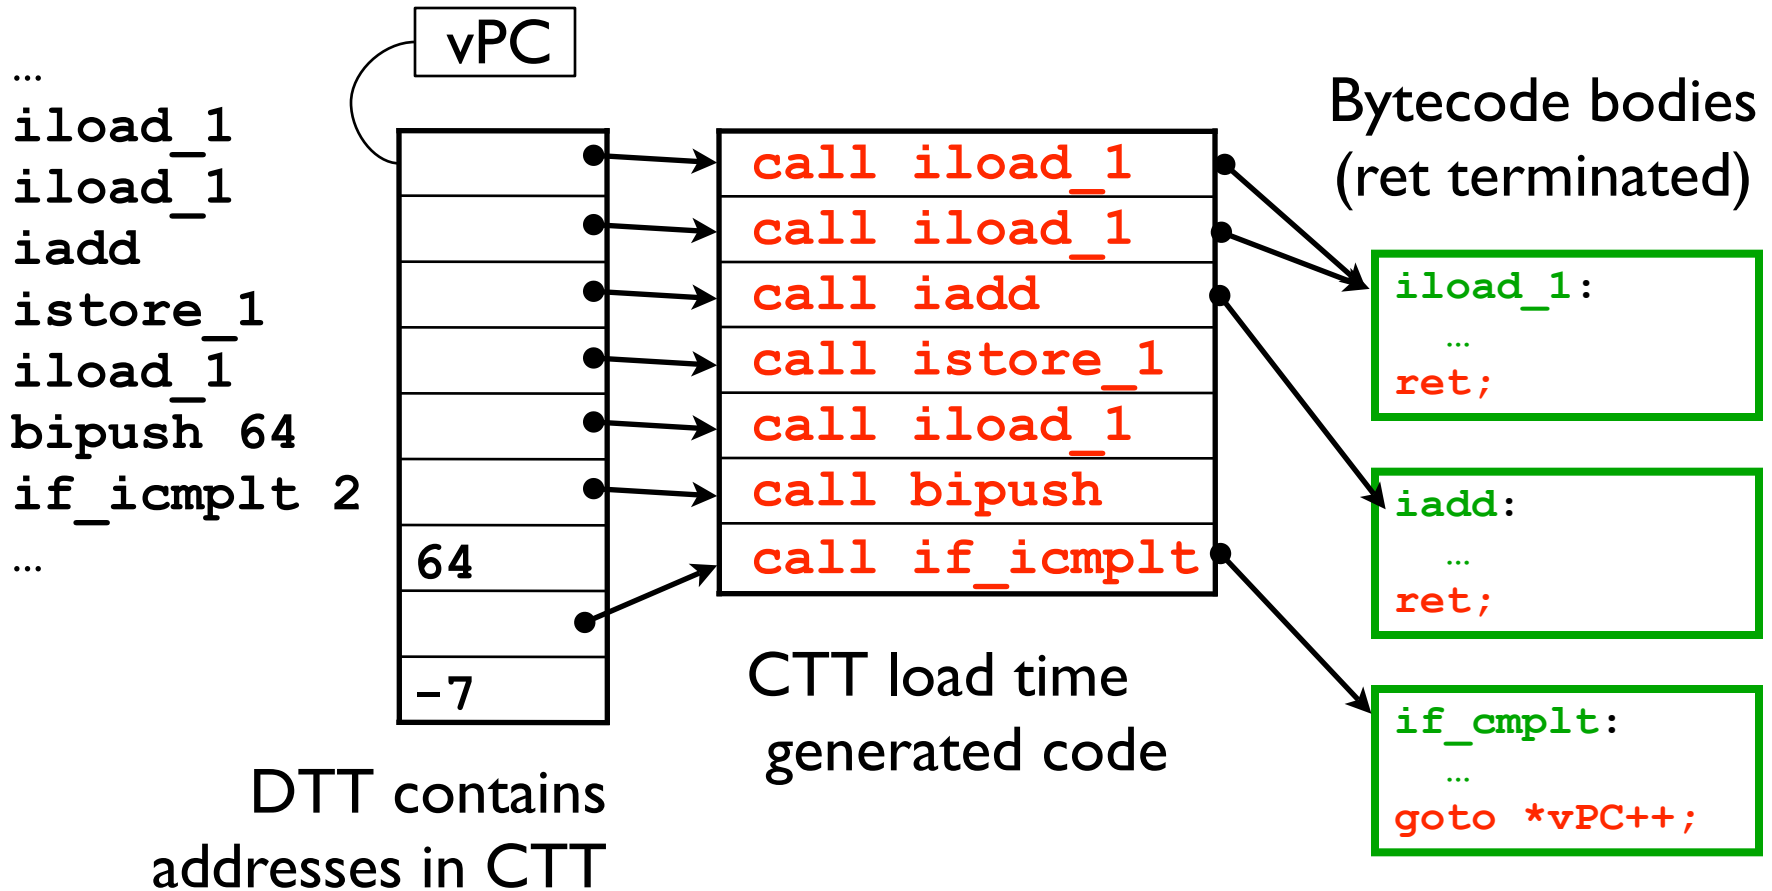 vPC
…
iload_1
iload_1
iadd
istore_1
iload_1
bipush 64
if_icmplt 2
…
64
-7
DTT contains
addresses in CTT
call iload_1
call iload_1
call iadd
call istore_1
call iload_1
call bipush
call if_icmplt
CTT load time
generated code
Bytecode bodies
(ret terminated)
iload_1:
…
ret;
iadd:
…
ret;
if_cmplt:
…
goto *vPC++;